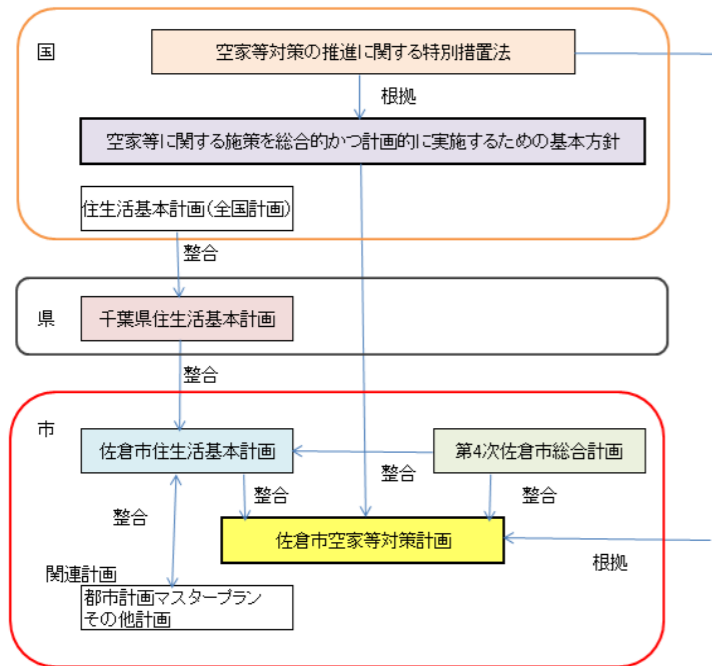 国
空家等対策の推進に関する特別措置法
根拠
空家等に関する施策を総合的かつ計画的に実施するための基本方針
住生活基本計画(全国計画)
整合
県
千葉県住生活基本計画
整合
市
佐倉市住生活基本計画
第4次佐倉市総合計画
整合
整合
整合
整合
佐倉市空家等対策計画
根拠
関連計画
都市計画マスタープラン
その他計画